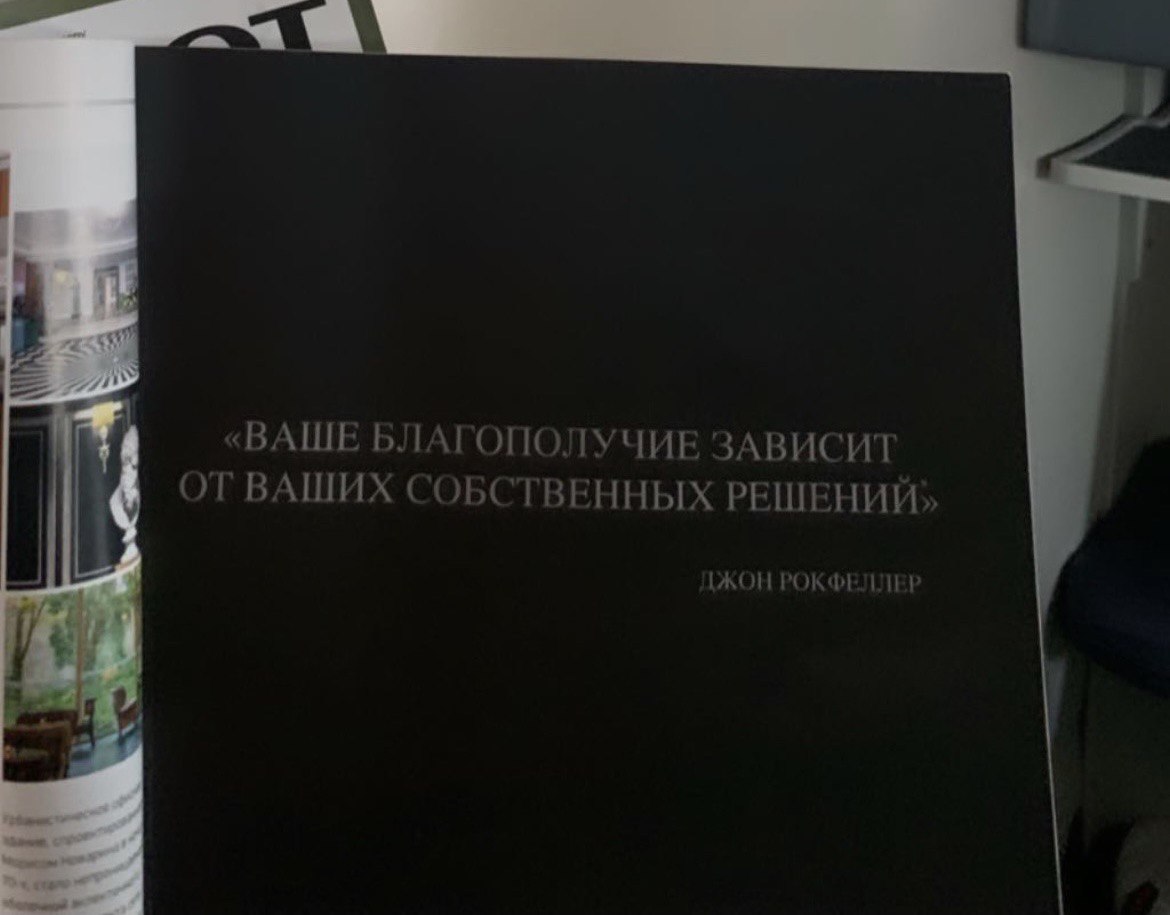 «ВАШЕ БЛАГОПОЛУЧИЕ ЗАВИСИТ
ОТ ВАШИХ СОБСТВЕННЫХ РЕШЕНИЙ»
ДЖОН РОКФЕЛЛЕР